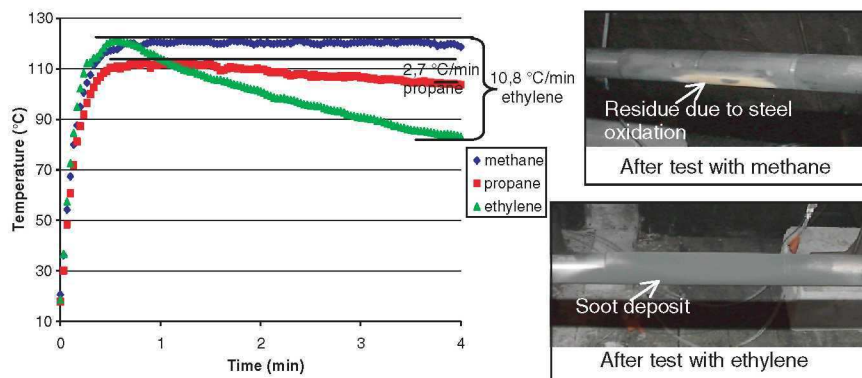 130
110
90
70
50
30
10
Temperature (°C)
0
1
2
3
4
Time (min)
2,7 °C/min
propane
10,8 °C/min
ethylene
methane
propane
ethylene
Residue due to steel
oxidation
After test with methane
Soot deposit
After test with ethylene